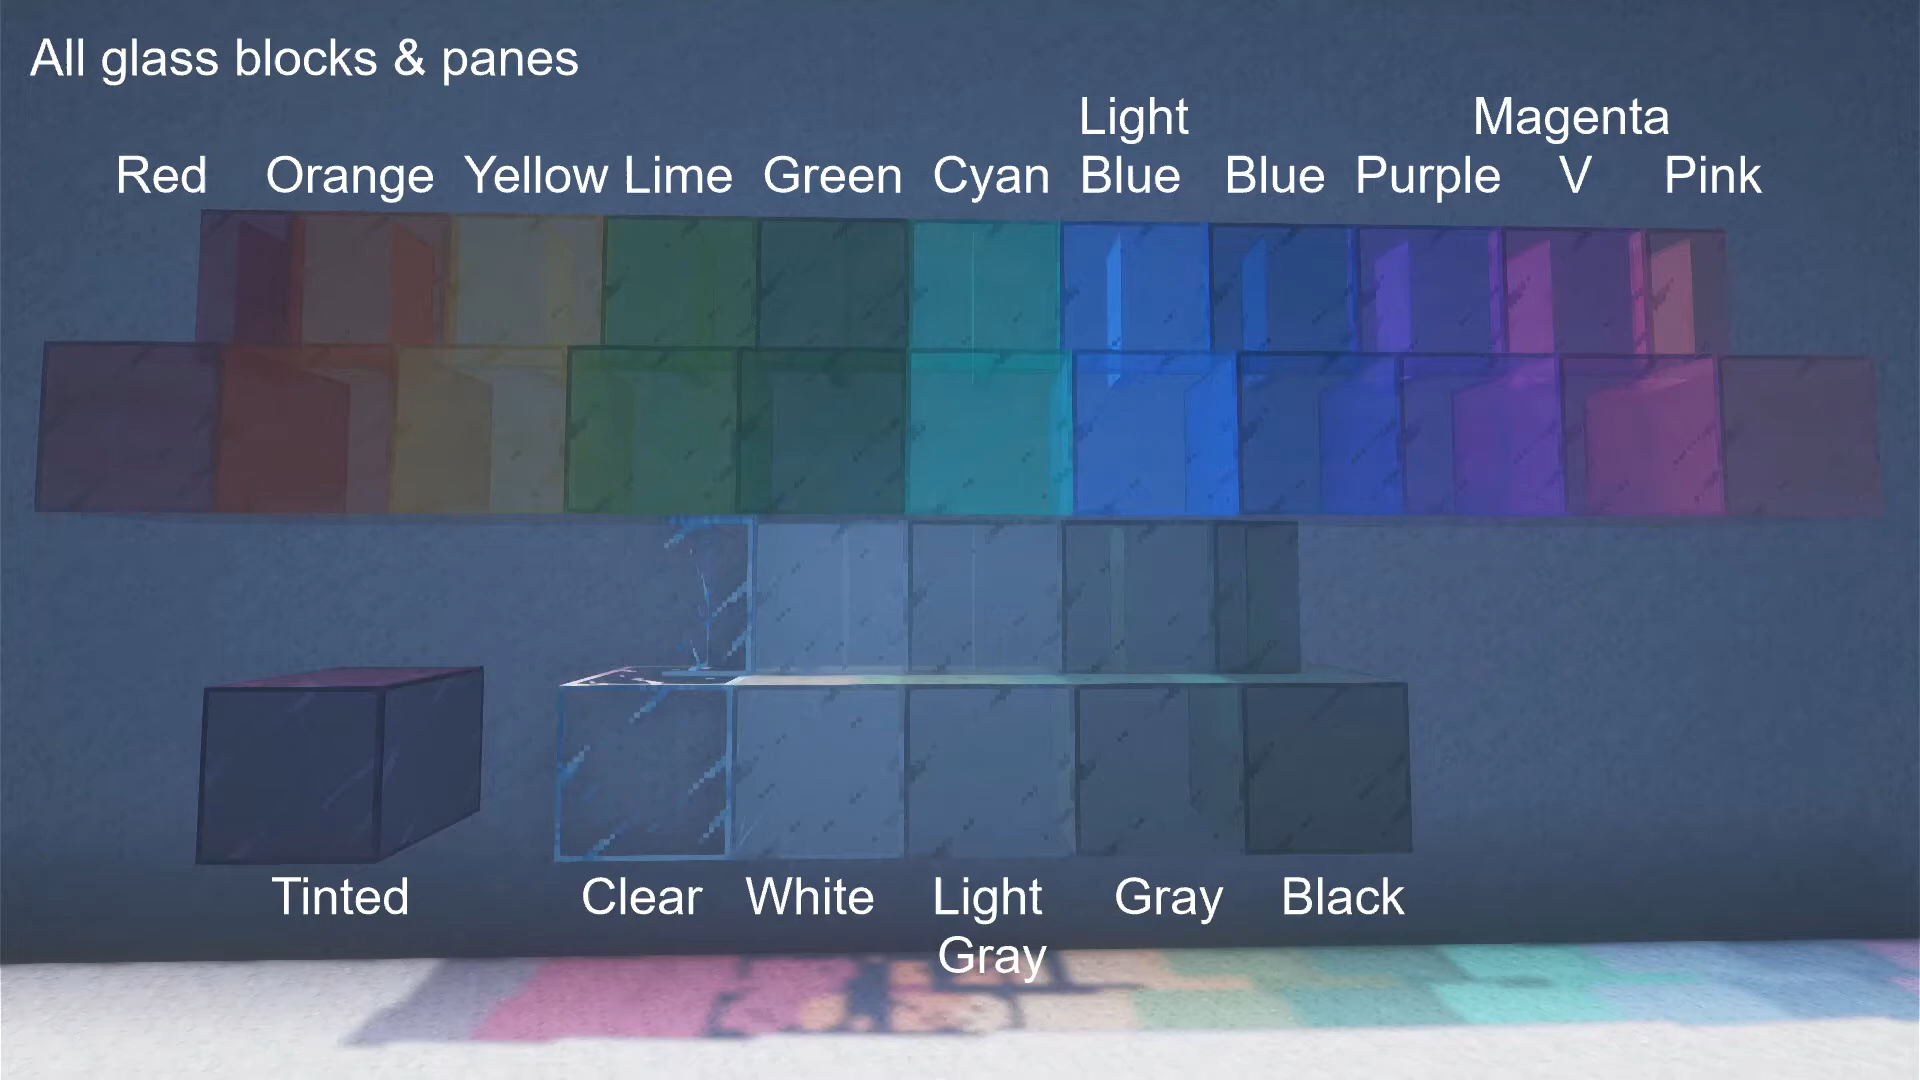 All glass blocks & panes
Light Magenta
Red Orange Yellow Lime Green Cyan Blue Blue Purple V Pink
Tinted Clear White Light Gray Black
Gray